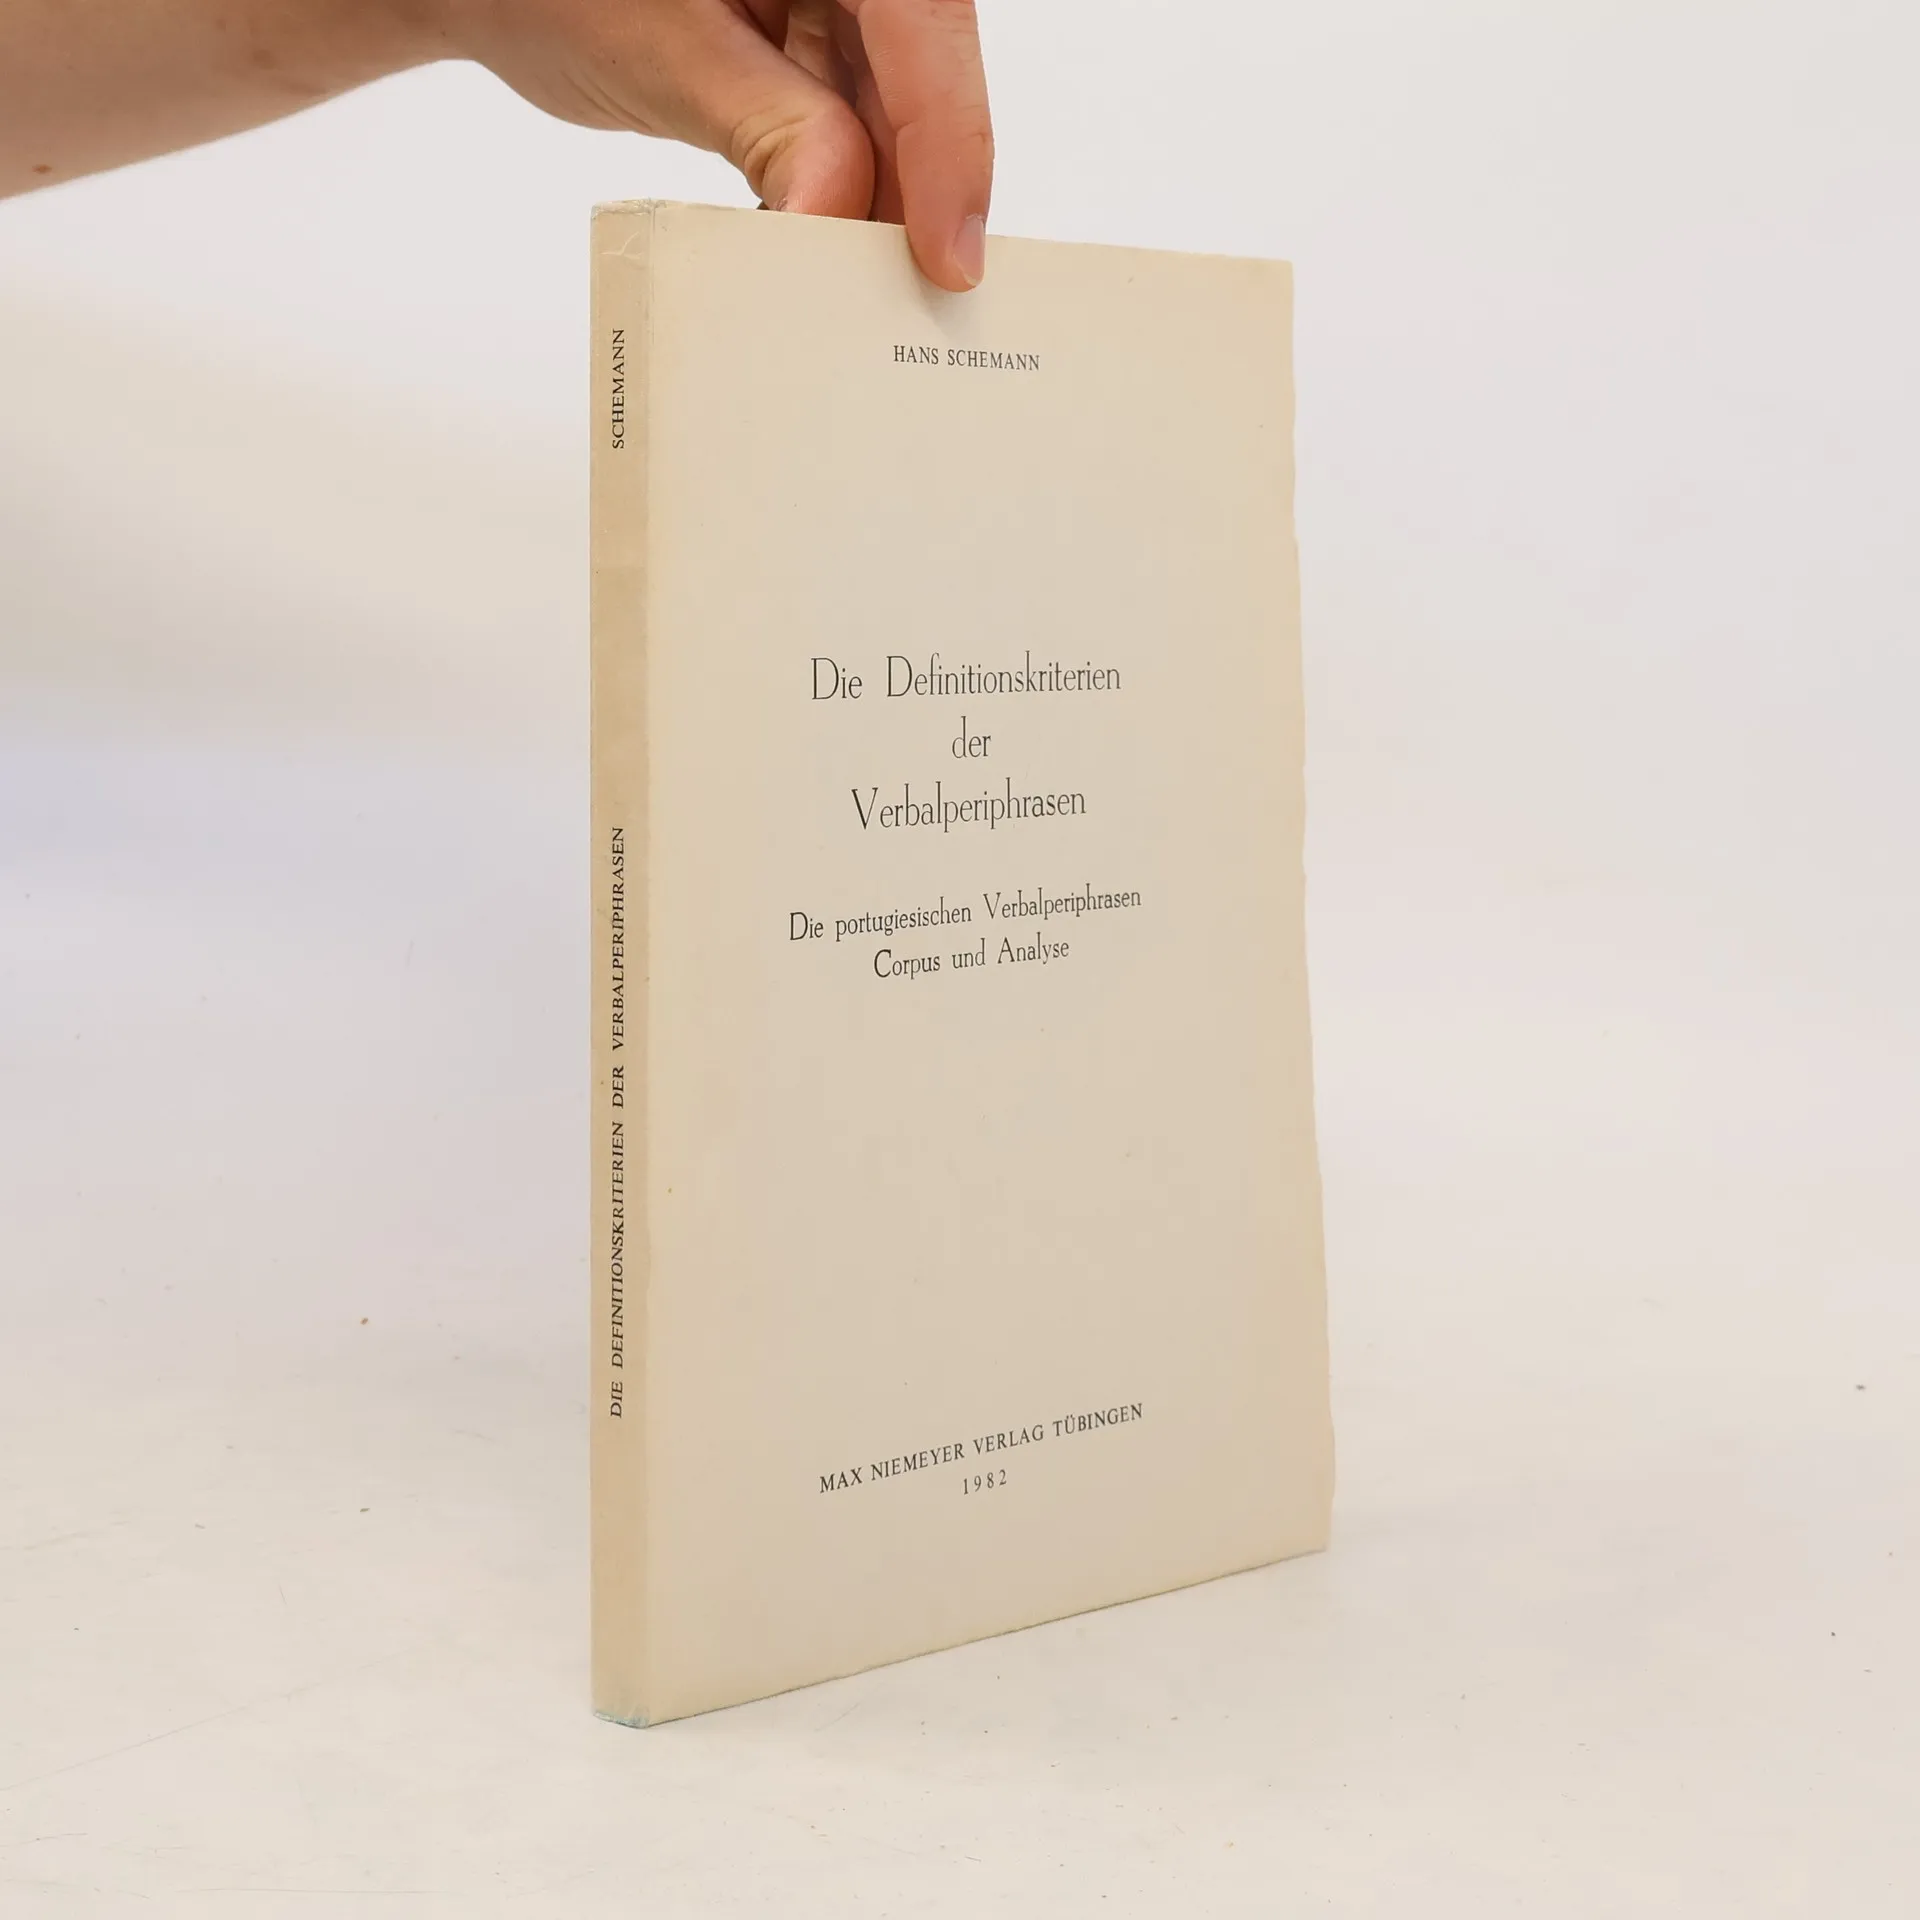 SCHEMANN
DIE DEFINITIONSKRITERIEN DER VERBALPERIPHRASEN
HANS SCHEMANN
Die Definitionskriterien
der
Verbalperiphrasen
Die portugiesischen Verbalperiphrasen
Corpus und Analyse
MAX NIEMEYER VERLAG TÜBINGEN
1982